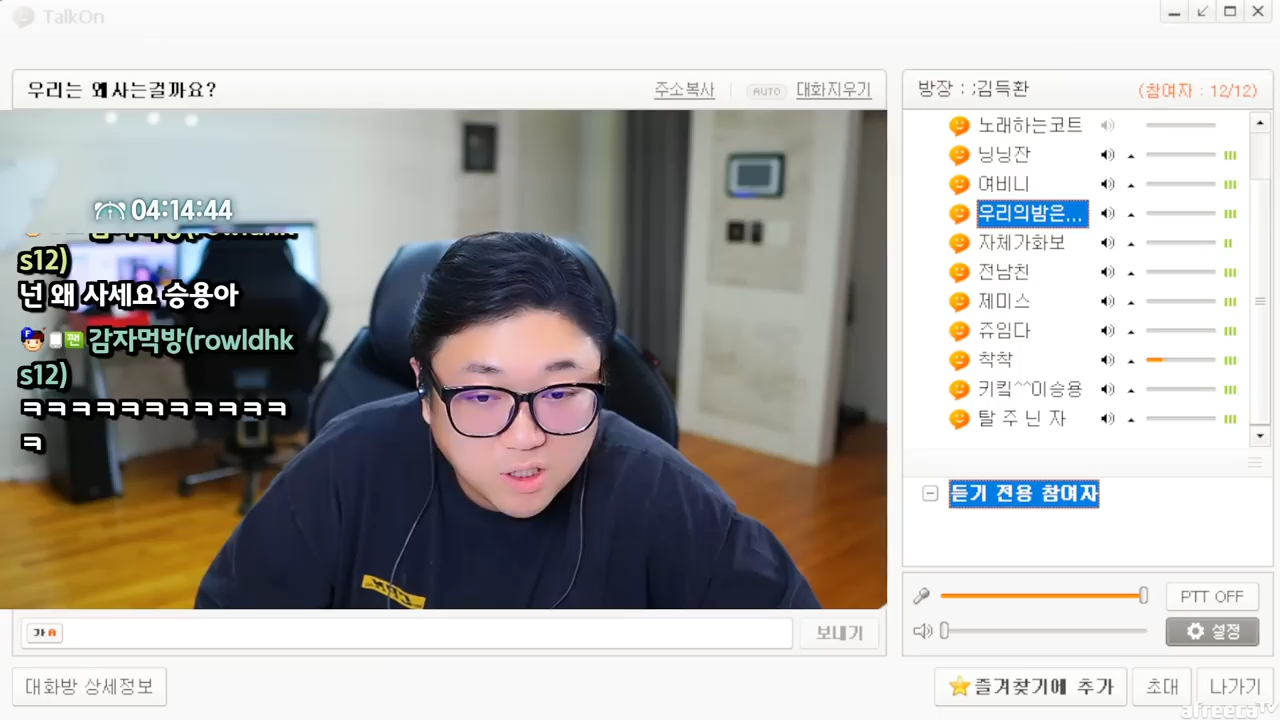 TalkOn
우리는 왜 사는걸까요?
주소복사
AUTO
대화지우기
04:14:44
s12)
넌 왜 사세요 승용아
팬 감자먹방(rowldhk
s12)
ㅋㅋㅋㅋㅋㅋㅋㅋㅋㅋㅋ
ㅋ
가A
보내기
대화방 상세정보
방장 : ;김득환
(참여자 : 12/12)
노래하는코트
닝닝잔
여비니
우리의밤은...
자체가화보
전남친
제미스
쥬임다
착착
키킼^^이승용
탈 주 닌 자
듣기 전용 참여자
PTT OFF
설정
즐겨찾기에 추가
초대
나가기
afreecaTV